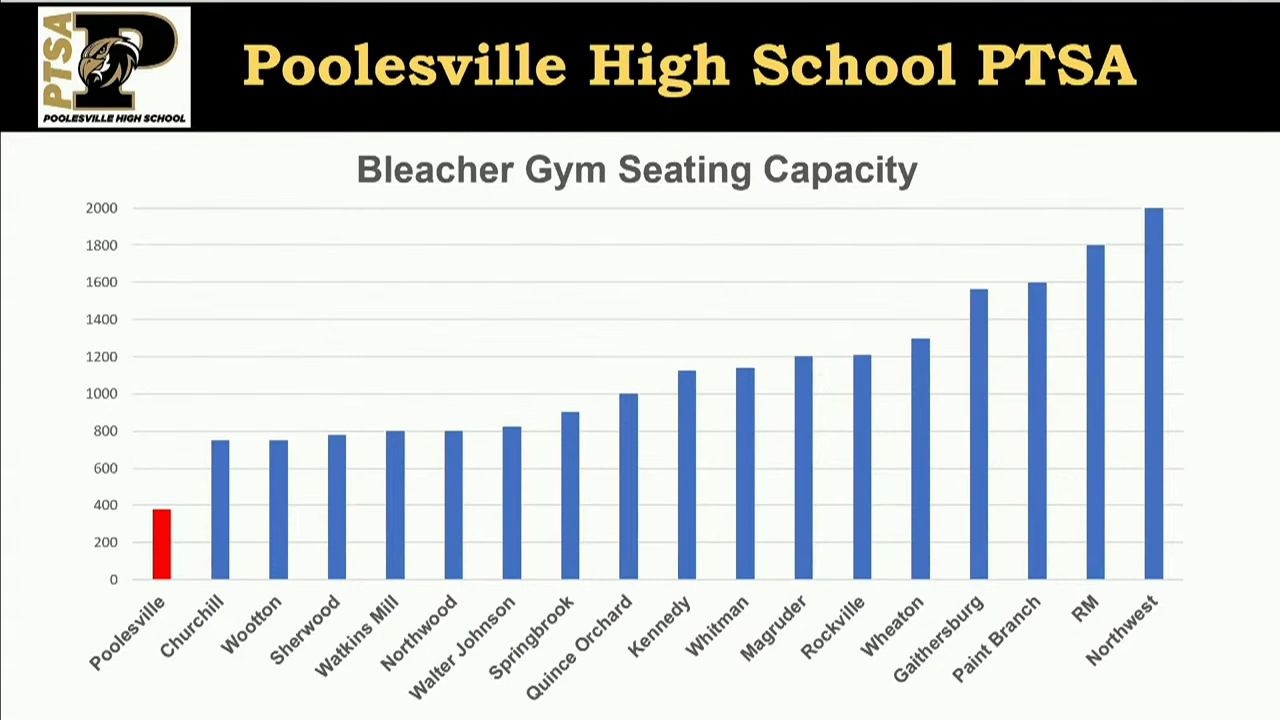 PTSA
P
POOLESVILLE HIGH SCHOOL
Poolesville High School PTSA
Bleacher Gym Seating Capacity
2000
1800
1600
1400
1200
1000
800
600
400
200
0
Poolesville
Churchill
Wootton
Sherwood
Watkins Mill
Northwood
Walter Johnson
Springbrook
Quince Orchard
Kennedy
Whitman
Magruder
Rockville
Wheaton
Gaithersburg
Paint Branch
RM
Northwest